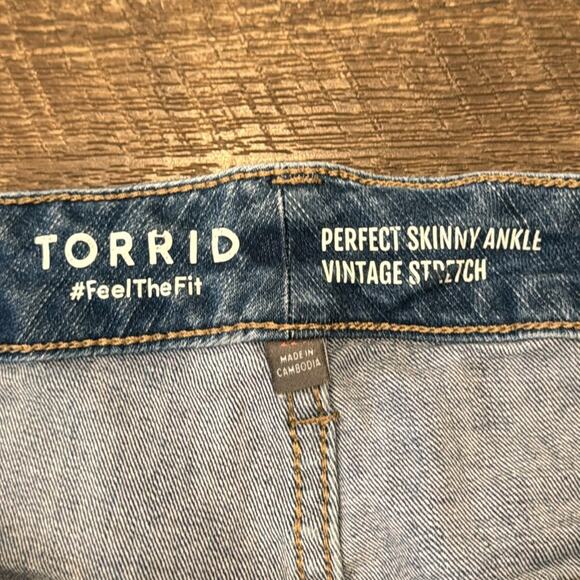 TORRID
#FeelTheFit
PERFECT SKINNY ANKLE
VINTAGE STRETCH
MADE IN
CAMBODIA